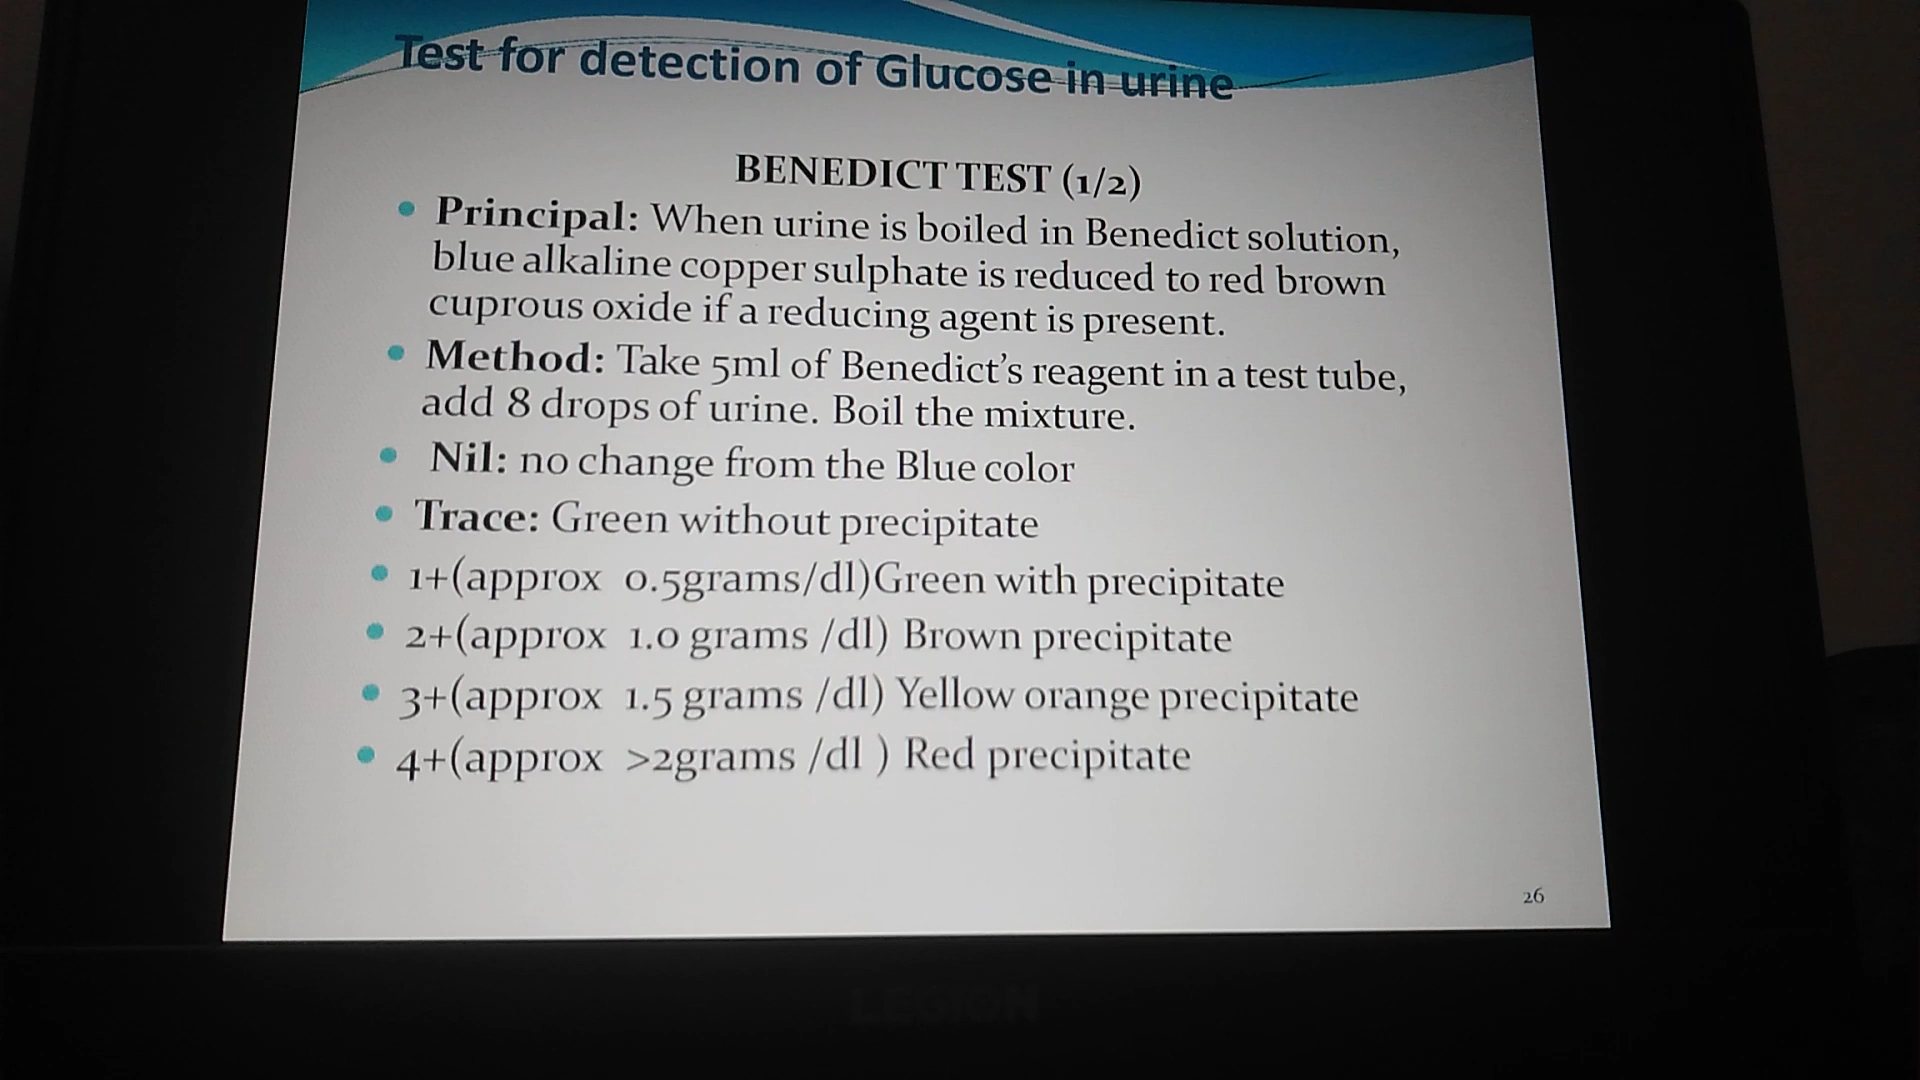 Test for detection of Glucose in urine
BENEDICT TEST (1/2)
• Principal: When urine is boiled in Benedict solution,
blue alkaline copper sulphate is reduced to red brown
cuprous oxide if a reducing agent is present.
• Method: Take 5ml of Benedict's reagent in a test tube,
add 8 drops of urine. Boil the mixture.
• Nil: no change from the Blue color
• Trace: Green without precipitate
• 1+(approx 0.5grams/dl)Green with precipitate
• 2+(approx 1.0 grams /dl) Brown precipitate
• 3+(approx 1.5 grams /dl) Yellow orange precipitate
• 4+(approx >2grams /dl ) Red precipitate
26
LEGION